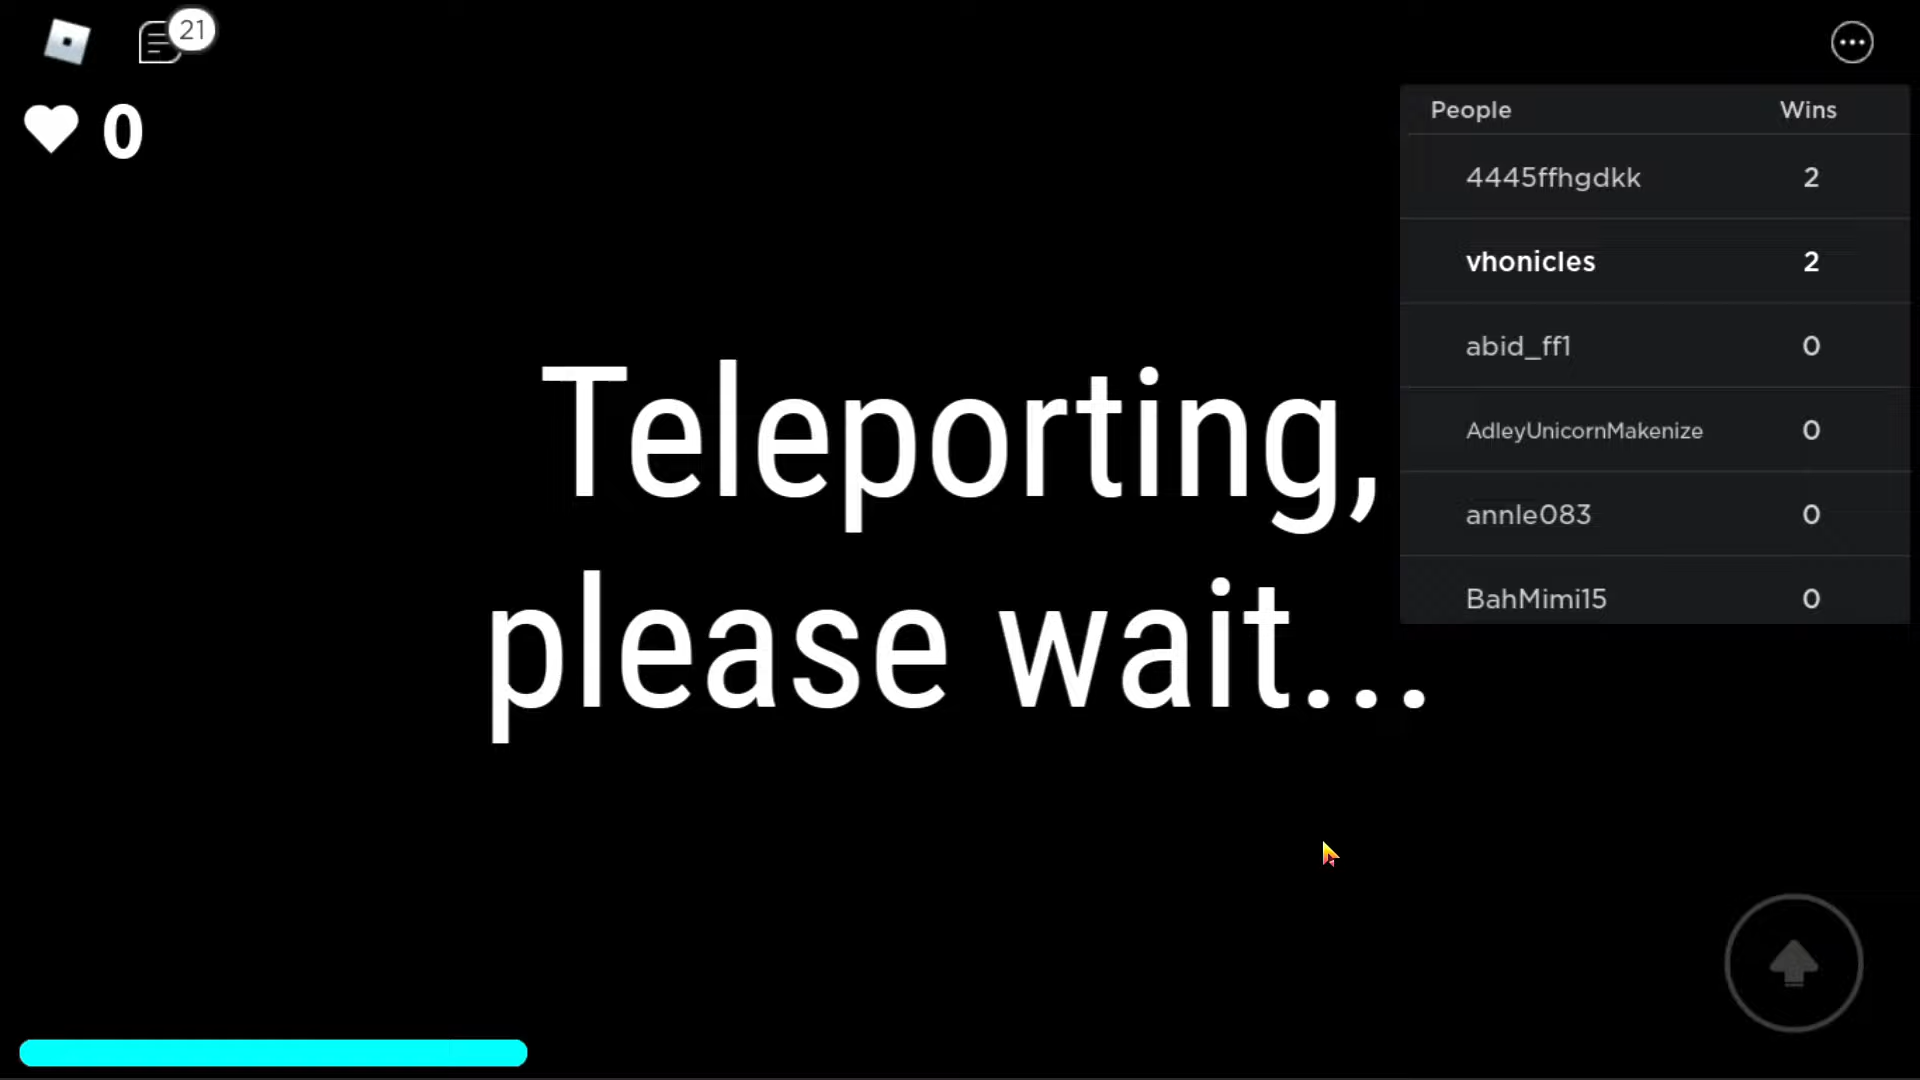 21
0
People Wins
4445ffhgdkk 2
vhonicles 2
abid_ff1 0
AdleyUnicornMakenize 0
annle083 0
BahMimi15 0
Teleporting,
please wait...